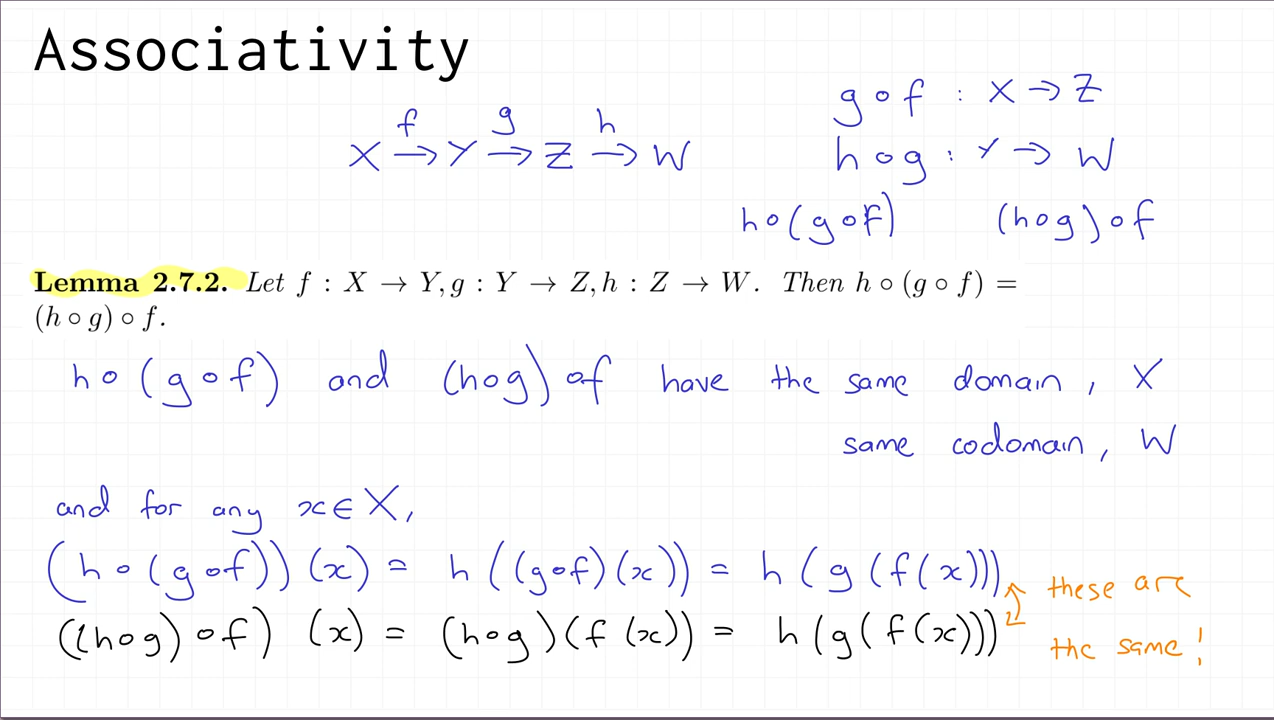 Associativity
f g h
X → Y → Z → W
g ∘ f : X → Z
h ∘ g : Y → W
h ∘ (g ∘ f) (h ∘ g) ∘ f
Lemma 2.7.2. Let f : X → Y, g : Y → Z, h : Z → W. Then h ∘ (g ∘ f) =
(h ∘ g) ∘ f.
h ∘ (g ∘ f) and (h ∘ g) ∘ f have the same domain, X
same codomain, W
and for any x ∈ X,
(h ∘ (g ∘ f)) (x) = h ((g ∘ f) (x)) = h (g (f (x)))
((h ∘ g) ∘ f) (x) = (h ∘ g) (f (x)) = h (g (f (x)))
these are
the same!